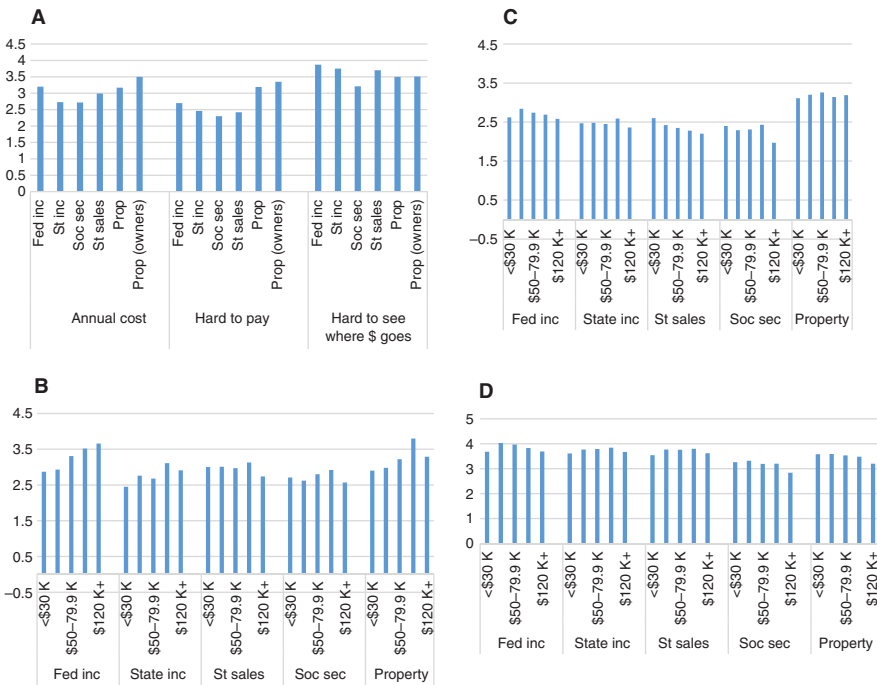 A
4.5
4
3.5
3
2.5
2
1.5
1
0.5
0
Fed inc
St inc
Soc sec
St sales
Prop
Prop (owners)
Fed inc
St inc
Soc sec
St sales
Prop
Prop (owners)
Fed inc
St inc
Soc sec
St sales
Prop
Prop (owners)
Annual cost
Hard to pay
Hard to see
where $ goes
C
4.5
3.5
2.5
1.5
0.5
–0.5
<$30 K
$50–79.9 K
$120 K+
<$30 K
$50–79.9 K
$120 K+
<$30 K
$50–79.9 K
$120 K+
<$30 K
$50–79.9 K
$120 K+
<$30 K
$50–79.9 K
$120 K+
Fed inc
State inc
St sales
Soc sec
Property
B
4.5
3.5
2.5
1.5
0.5
–0.5
<$30 K
$50–79.9 K
$120 K+
<$30 K
$50–79.9 K
$120 K+
<$30 K
$50–79.9 K
$120 K+
<$30 K
$50–79.9 K
$120 K+
<$30 K
$50–79.9 K
$120 K+
Fed inc
State inc
St sales
Soc sec
Property
D
5
4
3
2
1
0
<$30 K
$50–79.9 K
$120 K+
<$30 K
$50–79.9 K
$120 K+
<$30 K
$50–79.9 K
$120 K+
<$30 K
$50–79.9 K
$120 K+
<$30 K
$50–79.9 K
$120 K+
Fed inc
State inc
St sales
Soc sec
Property